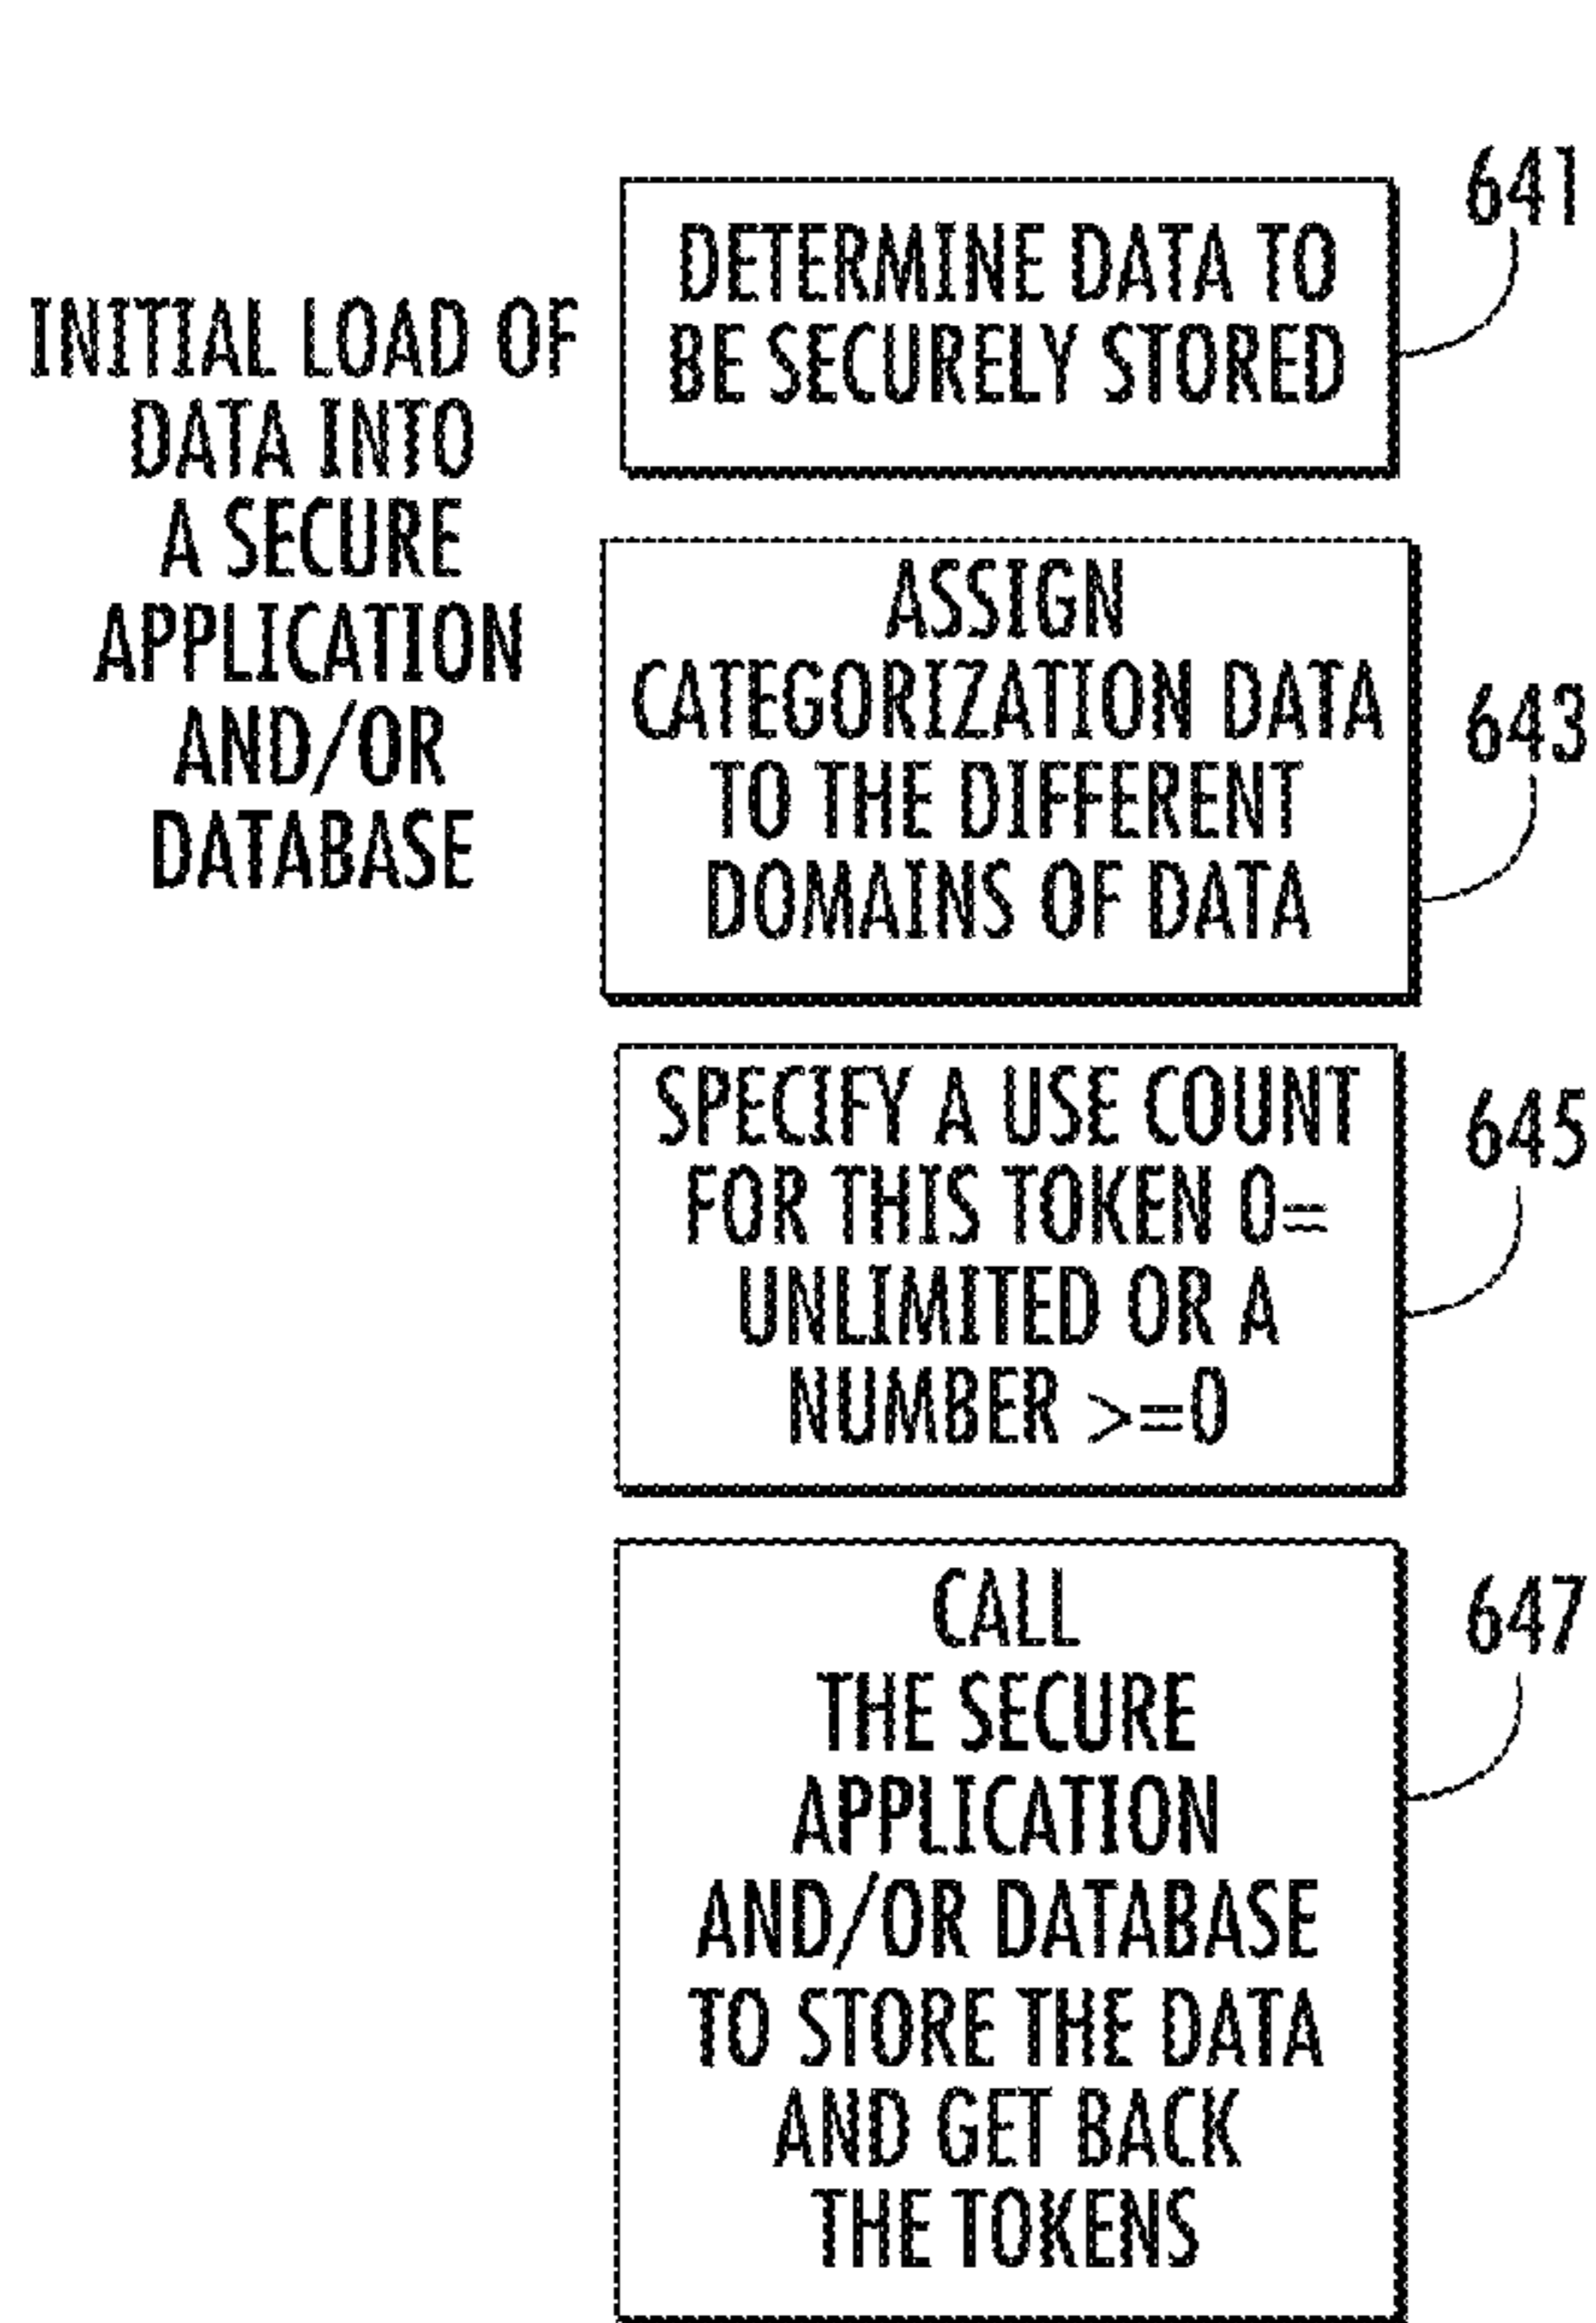 INITIAL LOAD OF
DATA INTO
A SECURE
APPLICATION
AND/OR
DATABASE
DETERMINE DATA TO
BE SECURELY STORED
641
ASSIGN
CATEGORIZATION DATA
TO THE DIFFERENT
DOMAINS OF DATA
643
SPECIFY A USE COUNT
FOR THIS TOKEN 0=
UNLIMITED OR A
NUMBER >=0
645
CALL
THE SECURE
APPLICATION
AND/OR DATABASE
TO STORE THE DATA
AND GET BACK
THE TOKENS
647